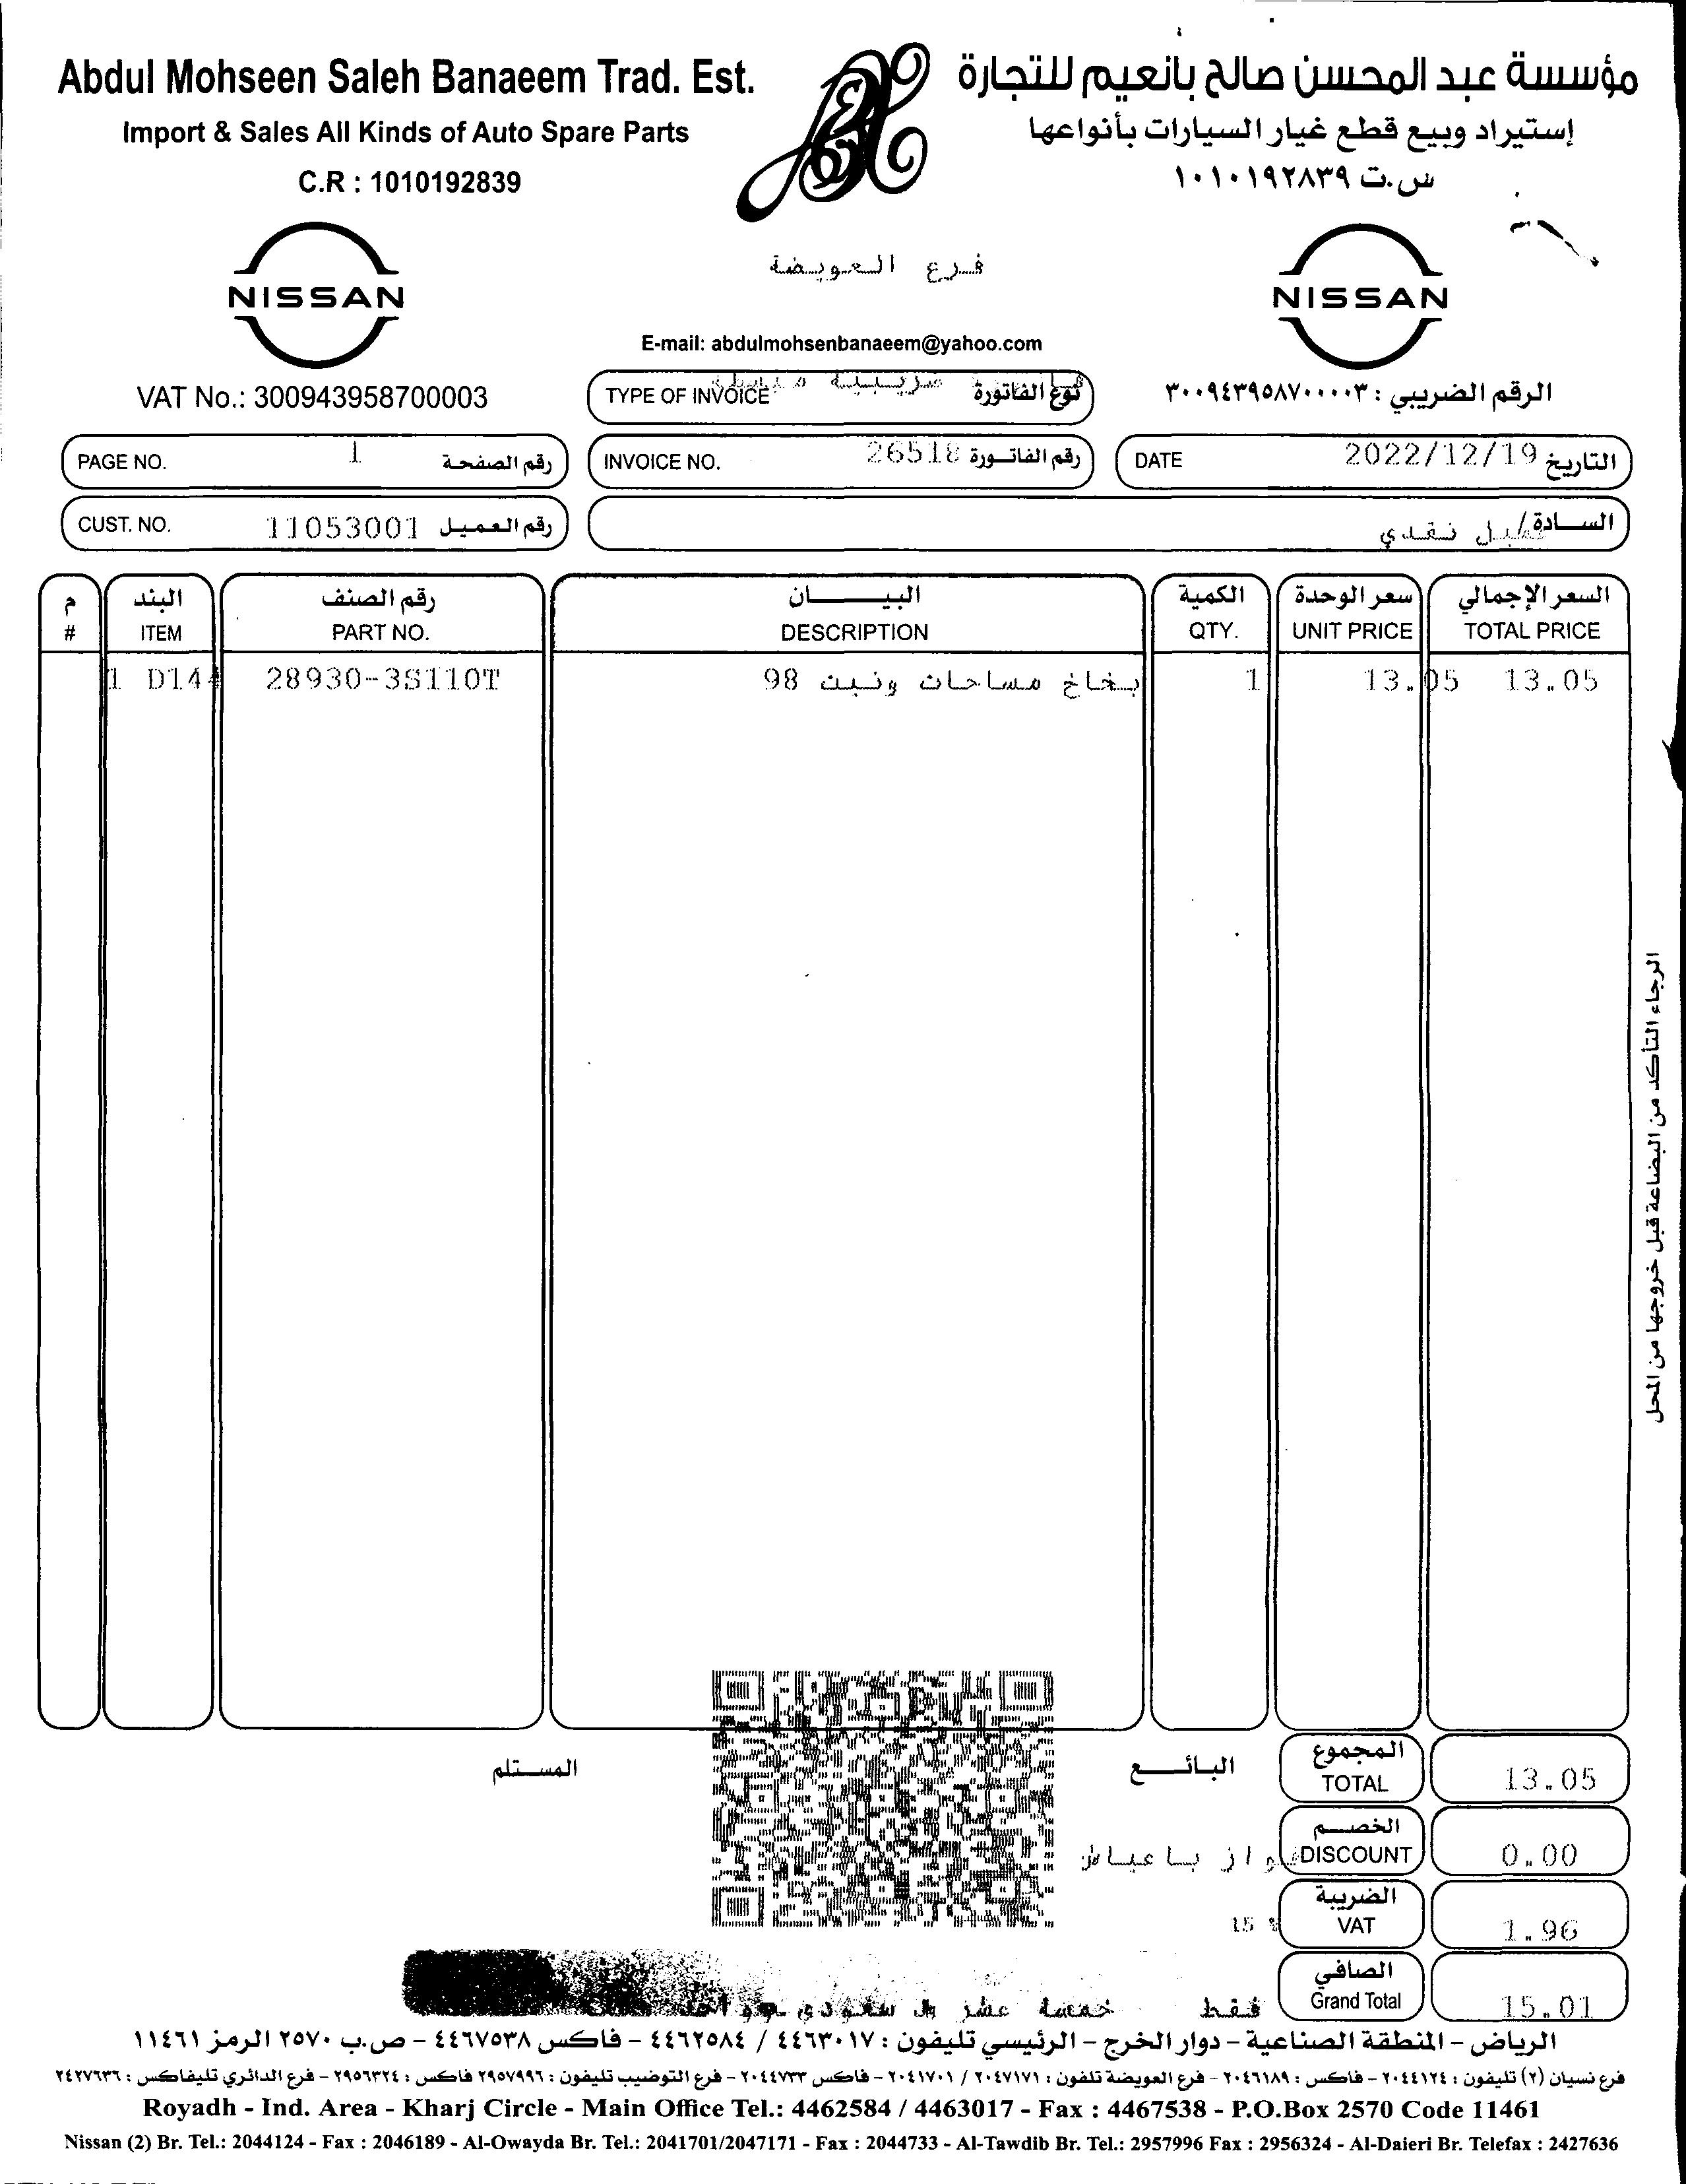 Abdul Mohseen Saleh Banaeem Trad. Est.
مؤسسة عبد المحسن صالح بانعيم للتجارة
Import & Sales All Kinds of Auto Spare Parts
إستيراد وبيع قطع غيار السيارات بأنواعها
C.R : 1010192839
س.ت ١٠١٠١٩٢٨٣٩
NISSAN
فرع العويضة
NISSAN
E-mail: abdulmohsenbanaeem@yahoo.com
VAT No.: 300943958700003
TYPE OF INVOICE ضريبية نوع الفاتورة
الرقم الضريبي : ٣٠٠٩٤٣٩٥٨٧٠٠٠٠٣
PAGE NO. 1 رقم الصفحة
INVOICE NO. 26518 رقم الفاتورة
DATE 2022/12/19 التاريخ
CUST. NO. 11053001 رقم العميل
السادة/ نقدي
م البند رقم الصنف البيان الكمية سعر الوحدة السعر الإجمالي
# ITEM PART NO. DESCRIPTION QTY. UNIT PRICE TOTAL PRICE
1 D144 28930-3S110T بخاخ مساحات ونيت 98 1 13.05 13.05
الرجاء التأكد من البضاعة قبل خروجها من المحل
المستلم
البائع
المجموع
TOTAL 13.05
الخصم
باعباد DISCOUNT 0.00
الضريبة
15 % VAT 1.96
الصافي
Grand Total 15.01
فقط خمسة عشر سعودي
الرياض - المنطقة الصناعية - دوار الخرج - الرئيسي تليفون : ٤٤٦٣٠١٧ / ٤٤٦٢٥٨٤ - فاكس ٤٤٦٧٥٣٨ - ص.ب ٢٥٧٠ الرمز ١١٤٦١
فرع نسيان (٢) تليفون : ٢٠٤٤١٢٤ - فاكس : ٢٠٤٦١٨٩ - فرع العويضة تلفون : ٢٠٤٧١٧١ / ٢٠٤١٧٠١ - فاكس ٢٠٤٤٧٣٣ - فرع التوضيب تليفون : ٢٩٥٧٩٩٦ فاكس : ٢٩٥٦٣٢٤ - فرع الدائري تليفاكس : ٢٤٢٧٦٣٦
Royadh - Ind. Area - Kharj Circle - Main Office Tel.: 4462584 / 4463017 - Fax : 4467538 - P.O.Box 2570 Code 11461
Nissan (2) Br. Tel.: 2044124 - Fax : 2046189 - Al-Owayda Br. Tel.: 2041701/2047171 - Fax : 2044733 - Al-Tawdib Br. Tel.: 2957996 Fax : 2956324 - Al-Daieri Br. Telefax : 2427636